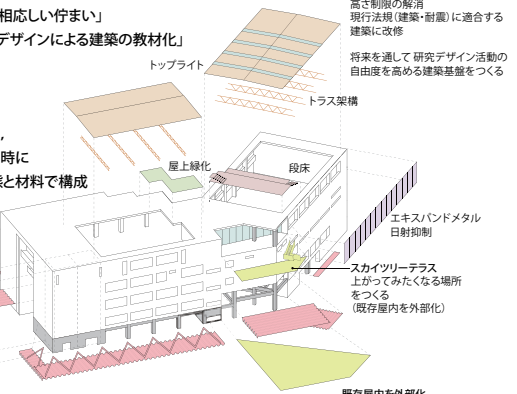 相応しい佇まい」
デザインによる建築の教材化」
高さ制限の解消
現行法規（建築・耐震）に適合する
建築に改修
将来を通して 研究デザイン活動の
自由度を高める建築基盤をつくる
トップライト
トラス架構
時に
と材料で構成
屋上緑化
段床
エキスパンドメタル
日射抑制
スカイツリーテラス
上がってみたくなる場所
をつくる
（既存屋内を外部化）
既存屋内を外部化